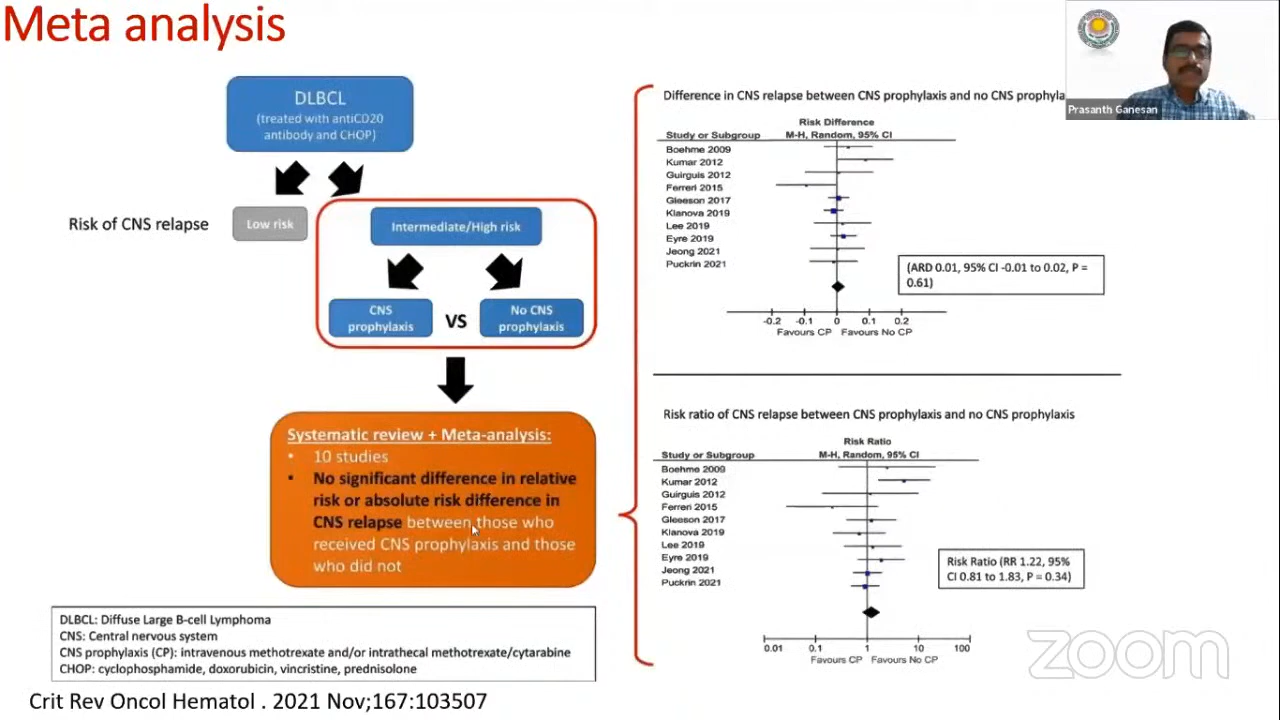 Meta analysis
DLBCL
(treated with antiCD20
antibody and CHOP)
Risk of CNS relapse
Low risk
Intermediate/High risk
CNS
prophylaxis
VS
No CNS
prophylaxis
Systematic review + Meta-analysis:
• 10 studies
• No significant difference in relative
risk or absolute risk difference in
CNS relapse between those who
received CNS prophylaxis and those
who did not
DLBCL: Diffuse Large B-cell Lymphoma
CNS: Central nervous system
CNS prophylaxis (CP): intravenous methotrexate and/or intrathecal methotrexate/cytarabine
CHOP: cyclophosphamide, doxorubicin, vincristine, prednisolone
Crit Rev Oncol Hematol . 2021 Nov;167:103507
Difference in CNS relapse between CNS prophylaxis and no CNS prophyla
Risk Difference
Study or Subgroup M-H, Random, 95% CI
Boehme 2009
Kumar 2012
Guirguis 2012
Ferreri 2015
Gleeson 2017
Klanova 2019
Lee 2019
Eyre 2019
Jeong 2021
Puckrin 2021
(ARD 0.01, 95% CI -0.01 to 0.02, P =
0.61)
-0.2 -0.1 0 0.1 0.2
Favours CP Favours No CP
Risk ratio of CNS relapse between CNS prophylaxis and no CNS prophylaxis
Risk Ratio
Study or Subgroup M-H, Random, 95% CI
Boehme 2009
Kumar 2012
Guirguis 2012
Ferreri 2015
Gleeson 2017
Klanova 2019
Lee 2019
Eyre 2019
Jeong 2021
Puckrin 2021
Risk Ratio (RR 1.22, 95%
CI 0.81 to 1.83, P = 0.34)
0.01 0.1 1 10 100
Favours CP Favours No CP
Prasanth Ganesan
zoom